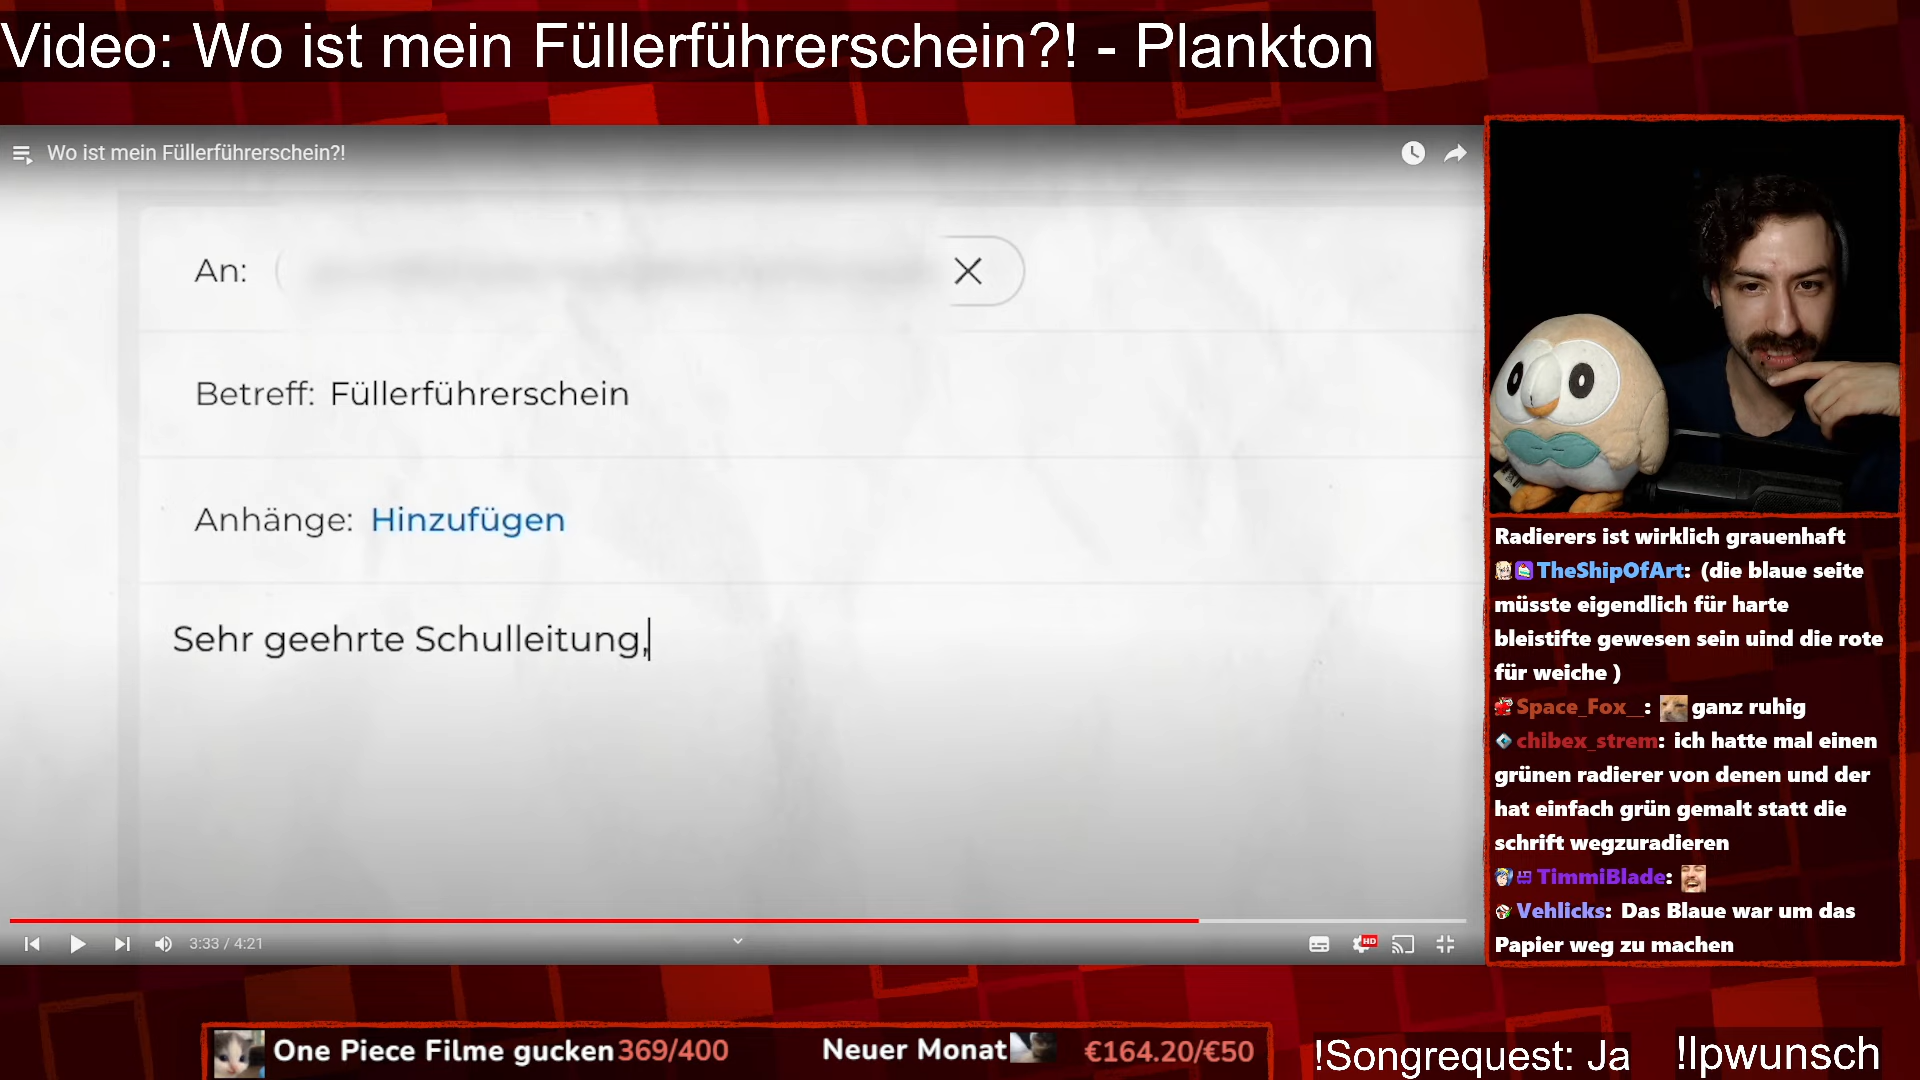 Video: Wo ist mein Füllerführerschein?! - Plankton
Wo ist mein Füllerführerschein?!
An:
Betreff: Füllerführerschein
Anhänge: Hinzufügen
Sehr geehrte Schulleitung,
3:33 / 4:21
HD
Radierers ist wirklich grauenhaft
TheShipOfArt: (die blaue seite
müsste eigendlich für harte
bleistifte gewesen sein uind die rote
für weiche )
Space_Fox__: ganz ruhig
chibex_strem: ich hatte mal einen
grünen radierer von denen und der
hat einfach grün gemalt statt die
schrift wegzuradieren
TimmiBlade:
Vehlicks: Das Blaue war um das
Papier weg zu machen
One Piece Filme gucken 369/400
Neuer Monat €164.20/€50
!Songrequest: Ja
!lpwunsch